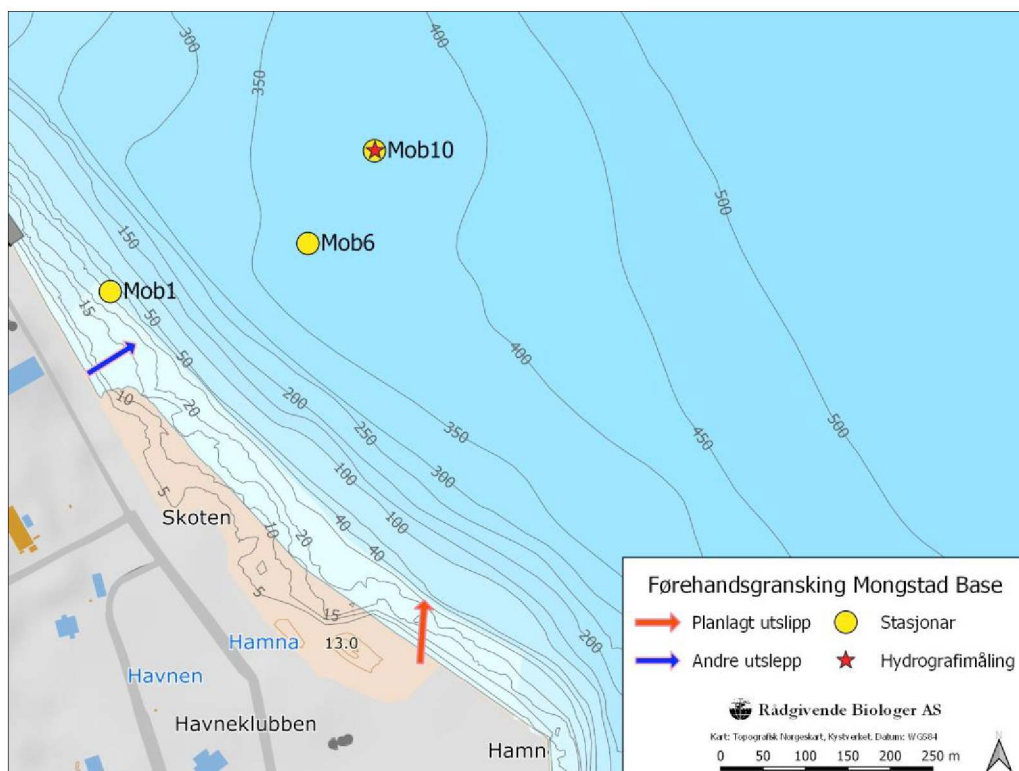 300
400
350
Mob10
500
150
Mob6
Mob1
15
50
50
400
10
20
200
350
450
500
250
300
5
100
Skoten
10
20
40
100
40
5
15
200
Hamna
13.0
Havnen
Havneklubben
Hamn
Førehandsgransking Mongstad Base
Planlagt utslipp
Stasjonar
Andre utslepp
Hydrografimåling
Rådgivende Biologer AS
Kart: Topografisk Norgeskart, Kystverket. Datum: WGS84
N
0 50 100 150 200 250 m